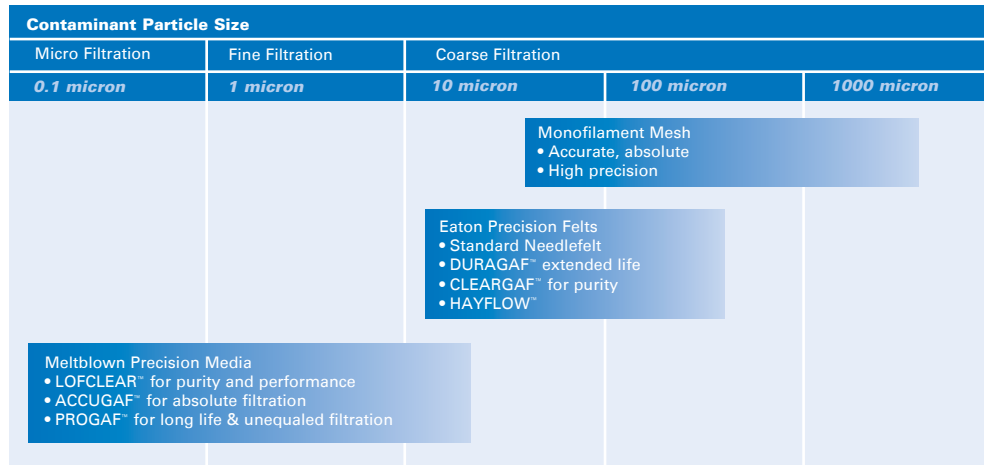 Contaminant Particle Size
Micro Filtration
Fine Filtration
Coarse Filtration
0.1 micron
1 micron
10 micron
100 micron
1000 micron
Monofilament Mesh
• Accurate, absolute
• High precision
Eaton Precision Felts
• Standard Needlefelt
• DURAGAF™ extended life
• CLEARGAF™ for purity
• HAYFLOW™
Meltblown Precision Media
• LOFCLEAR™ for purity and performance
• ACCUGAF™ for absolute filtration
• PROGAF™ for long life & unequaled filtration